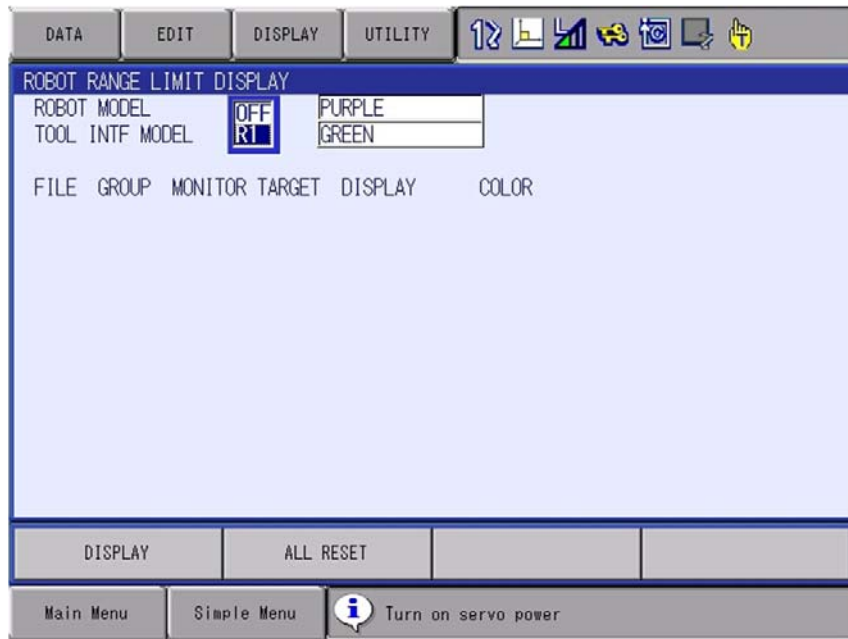 DATA EDIT DISPLAY UTILITY
ROBOT RANGE LIMIT DISPLAY
ROBOT MODEL OFF PURPLE
TOOL INTF MODEL R1 GREEN
FILE GROUP MONITOR TARGET DISPLAY COLOR
DISPLAY ALL RESET
Main Menu Simple Menu Turn on servo power